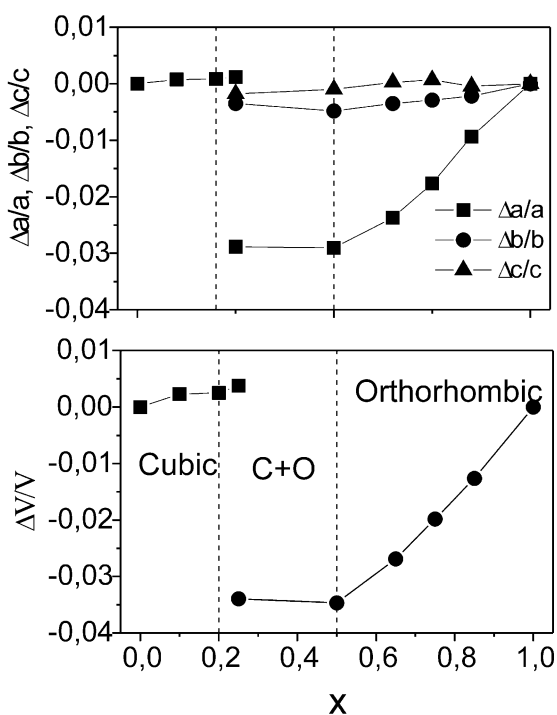 0,01
0,00
-0,01
-0,02
-0,03
-0,04
Δa/a, Δb/b, Δc/c
Δa/a
Δb/b
Δc/c
0,01
0,00
-0,01
-0,02
-0,03
-0,04
ΔV/V
Orthorhombic
Cubic
C+O
0,0 0,2 0,4 0,6 0,8 1,0
x